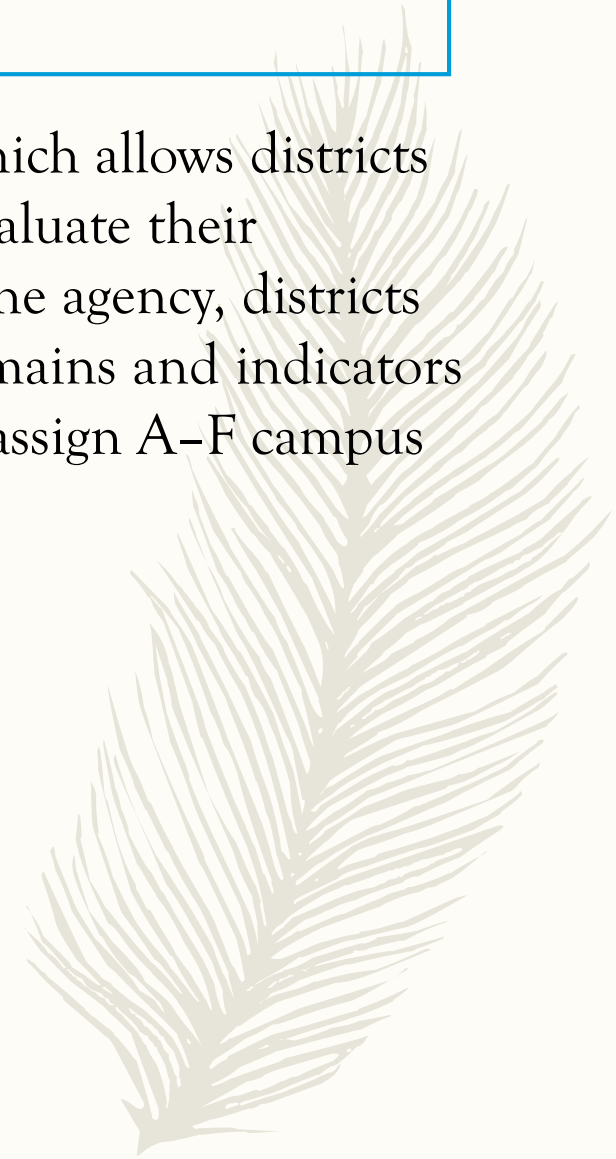 hich allows districts
aluate their
he agency, districts
mains and indicators
assign A–F campus